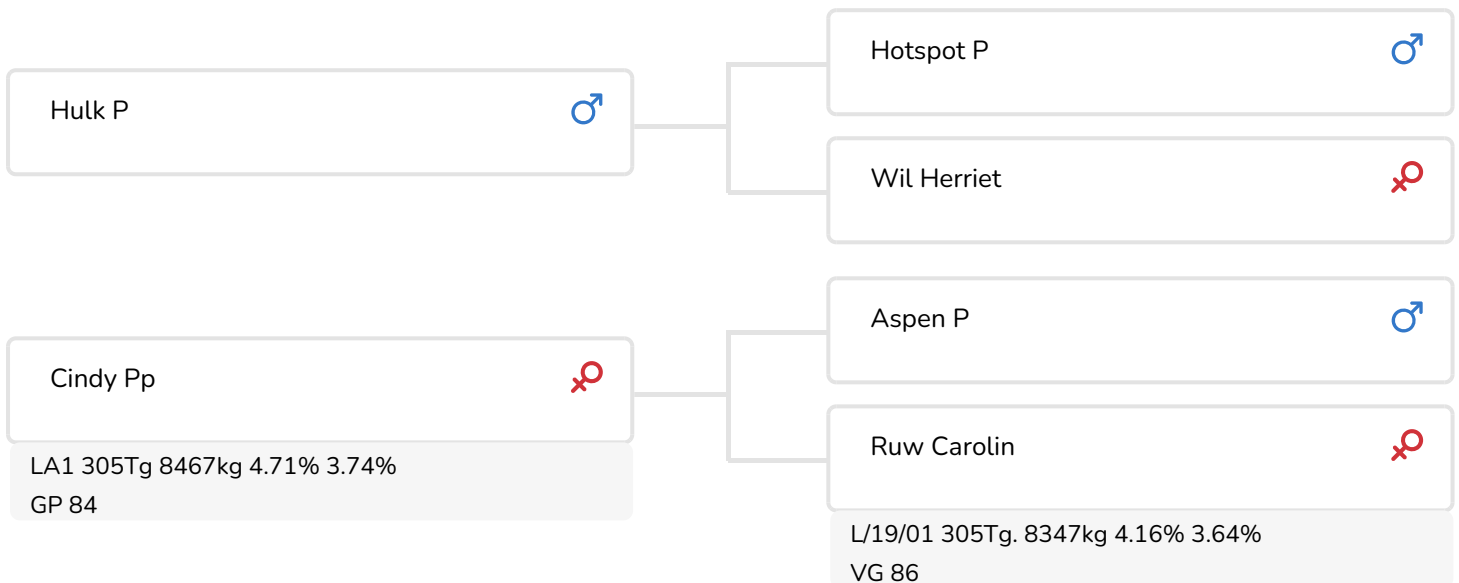 Hulk P
Hotspot P
Wil Herriet
Cindy Pp
LA1 305Tg 8467kg 4.71% 3.74%
GP 84
Aspen P
Ruw Carolin
L/19/01 305Tg. 8347kg 4.16% 3.64%
VG 86